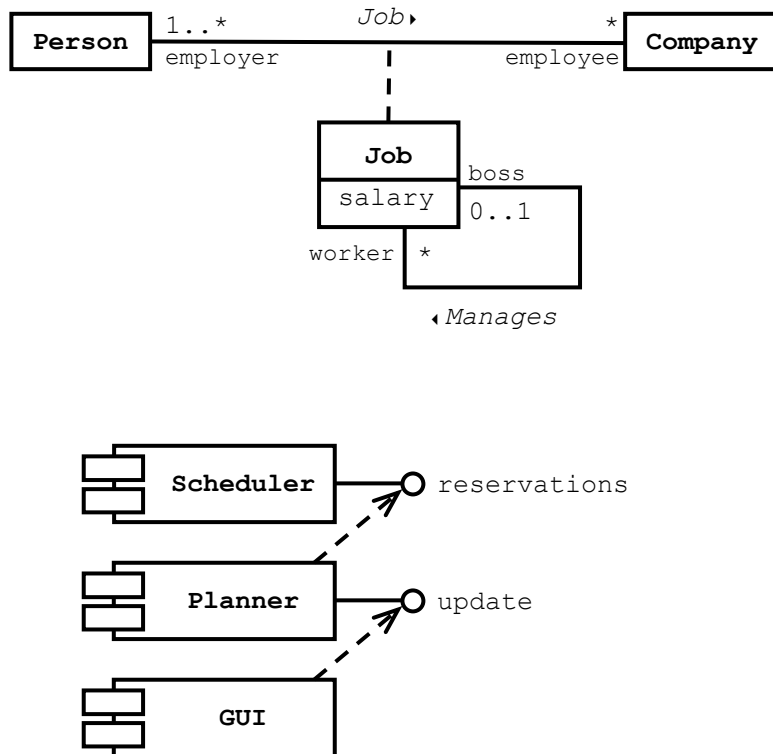 Job
1..*
*
Person
Company
employer
employee
Job
boss
salary
0..1
worker
*
Manages
Scheduler
reservations
Planner
update
GUI